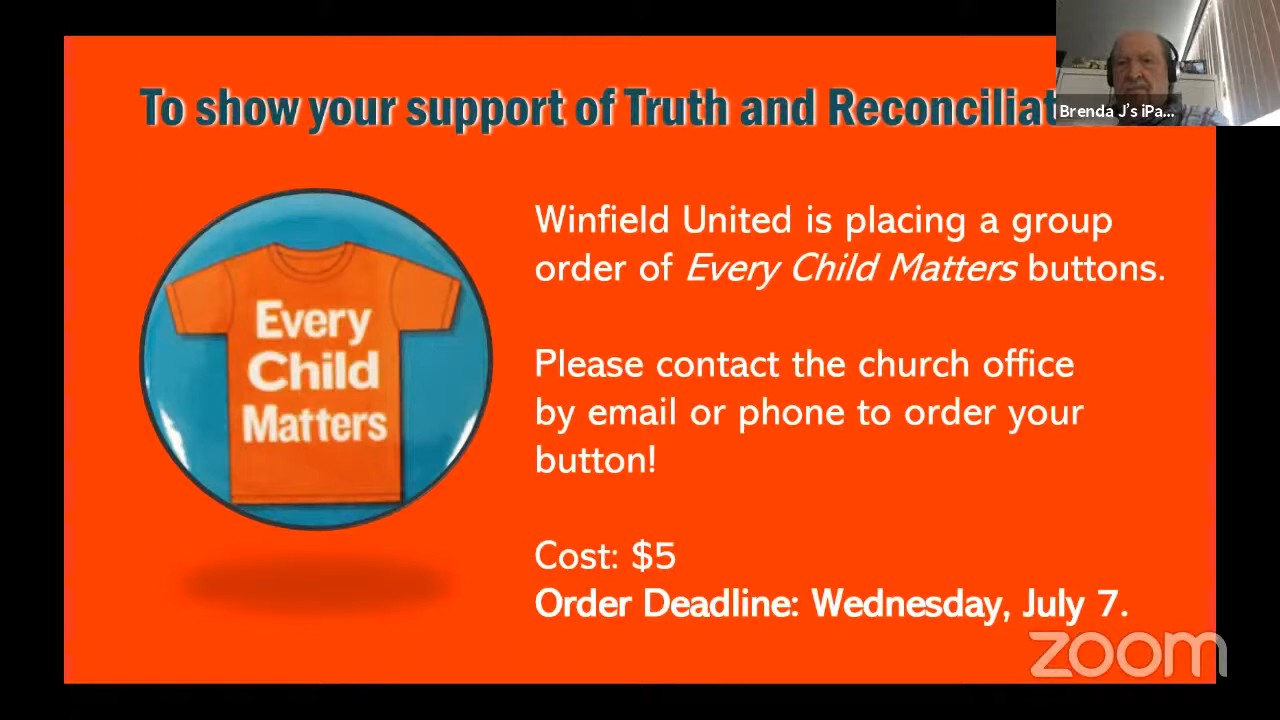 To show your support of Truth and Reconciliat
Brenda J's iPa...
Every
Child
Matters
Winfield United is placing a group
order of Every Child Matters buttons.
Please contact the church office
by email or phone to order your
button!
Cost: $5
Order Deadline: Wednesday, July 7.
zoom